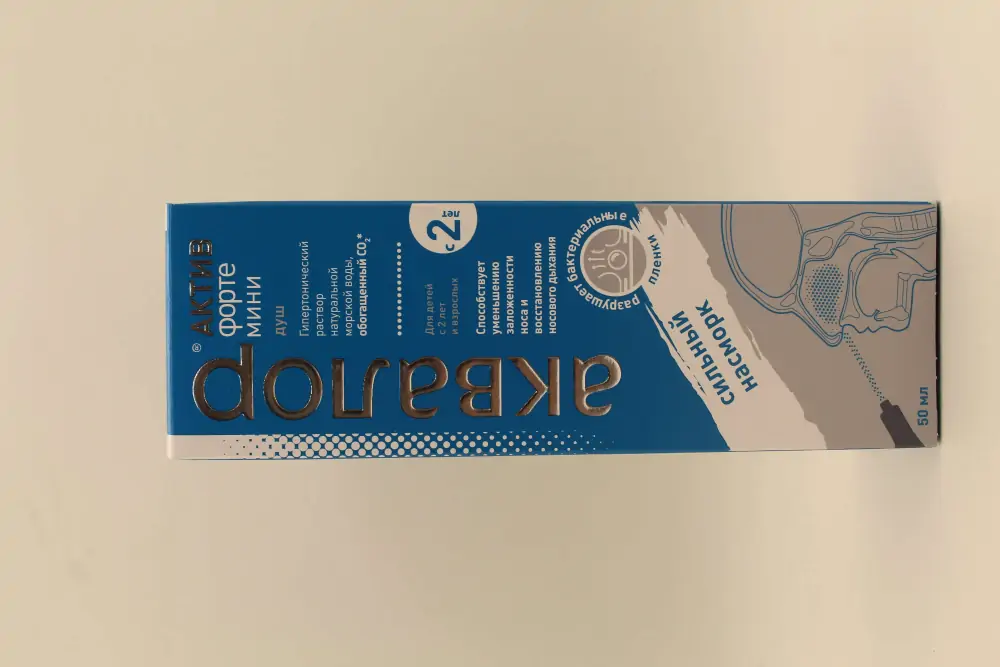 аквалор®
АКТИВ
форте
мини
душ
Гипертонический
раствор
натуральной
морской воды,
обогащенный CO₂*
Для детей
с 2 лет
и взрослых
с 2 лет
Способствует
уменьшению
заложенности
носа и
восстановлению
носового дыхания
разрушает бактериальные
пленки
сильный
насморк
50 мл